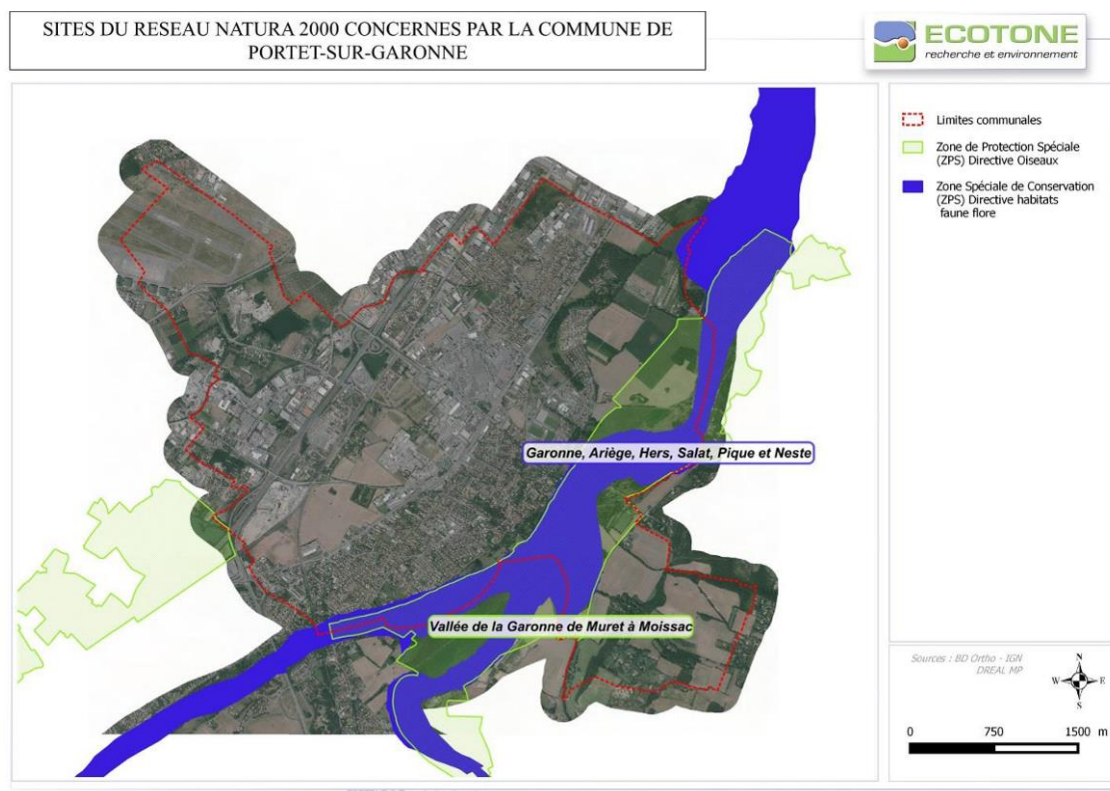 SITES DU RESEAU NATURA 2000 CONCERNES PAR LA COMMUNE DE
PORTET-SUR-GARONNE
ECOTONE
recherche et environnement
Limites communales
Zone de Protection Spéciale
(ZPS) Directive Oiseaux
Zone Spéciale de Conservation
(ZPS) Directive habitats
faune flore
Garonne, Ariège, Hers, Salat, Pique et Neste
Vallée de la Garonne de Muret à Moissac
Sources : BD Ortho - IGN
DREAL MP
N
W E
S
0 750 1500 m